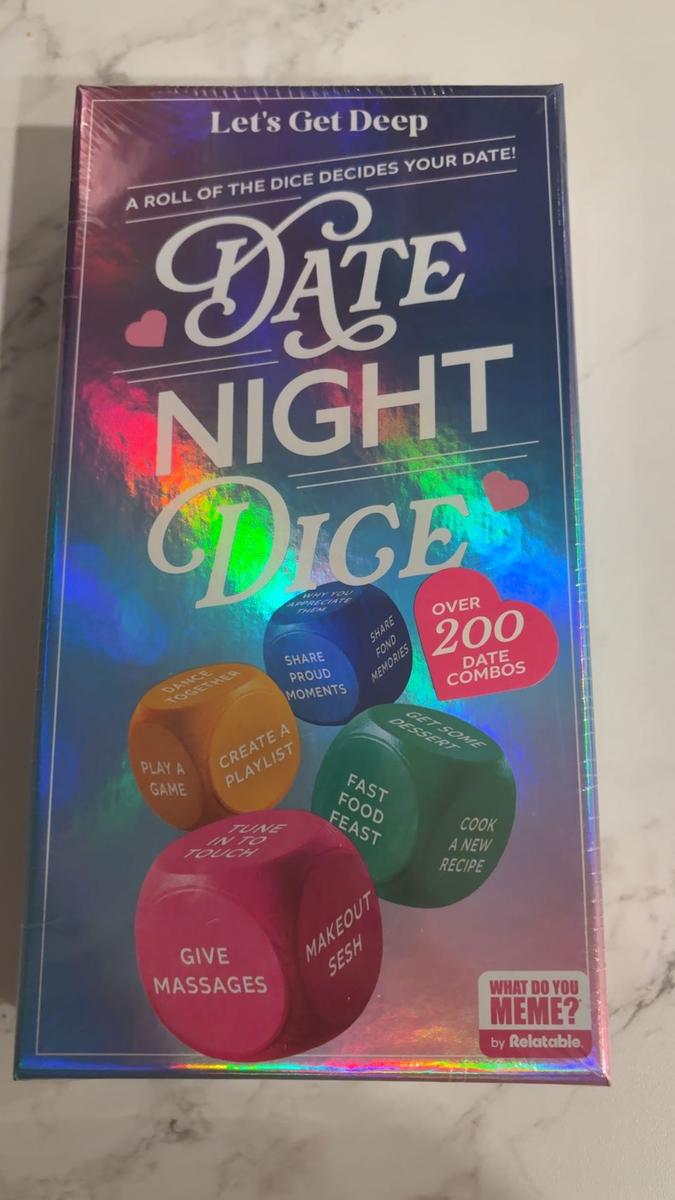 Let's Get Deep
A ROLL OF THE DICE DECIDES YOUR DATE!
DATE
NIGHT
DICE
WHY YOU
APPRECIATE
THEM
SHARE
PROUD
MOMENTS
SHARE
FOND
MEMORIES
OVER
200
DATE
COMBOS
DANCE
TOGETHER
PLAY A
GAME
CREATE A
PLAYLIST
GET SOME
DESSERT
FAST
FOOD
FEAST
COOK
A NEW
RECIPE
TUNE
IN TO
TOUCH
GIVE
MASSAGES
MAKEOUT
SESH
WHAT DO YOU
MEME?
by Relatable